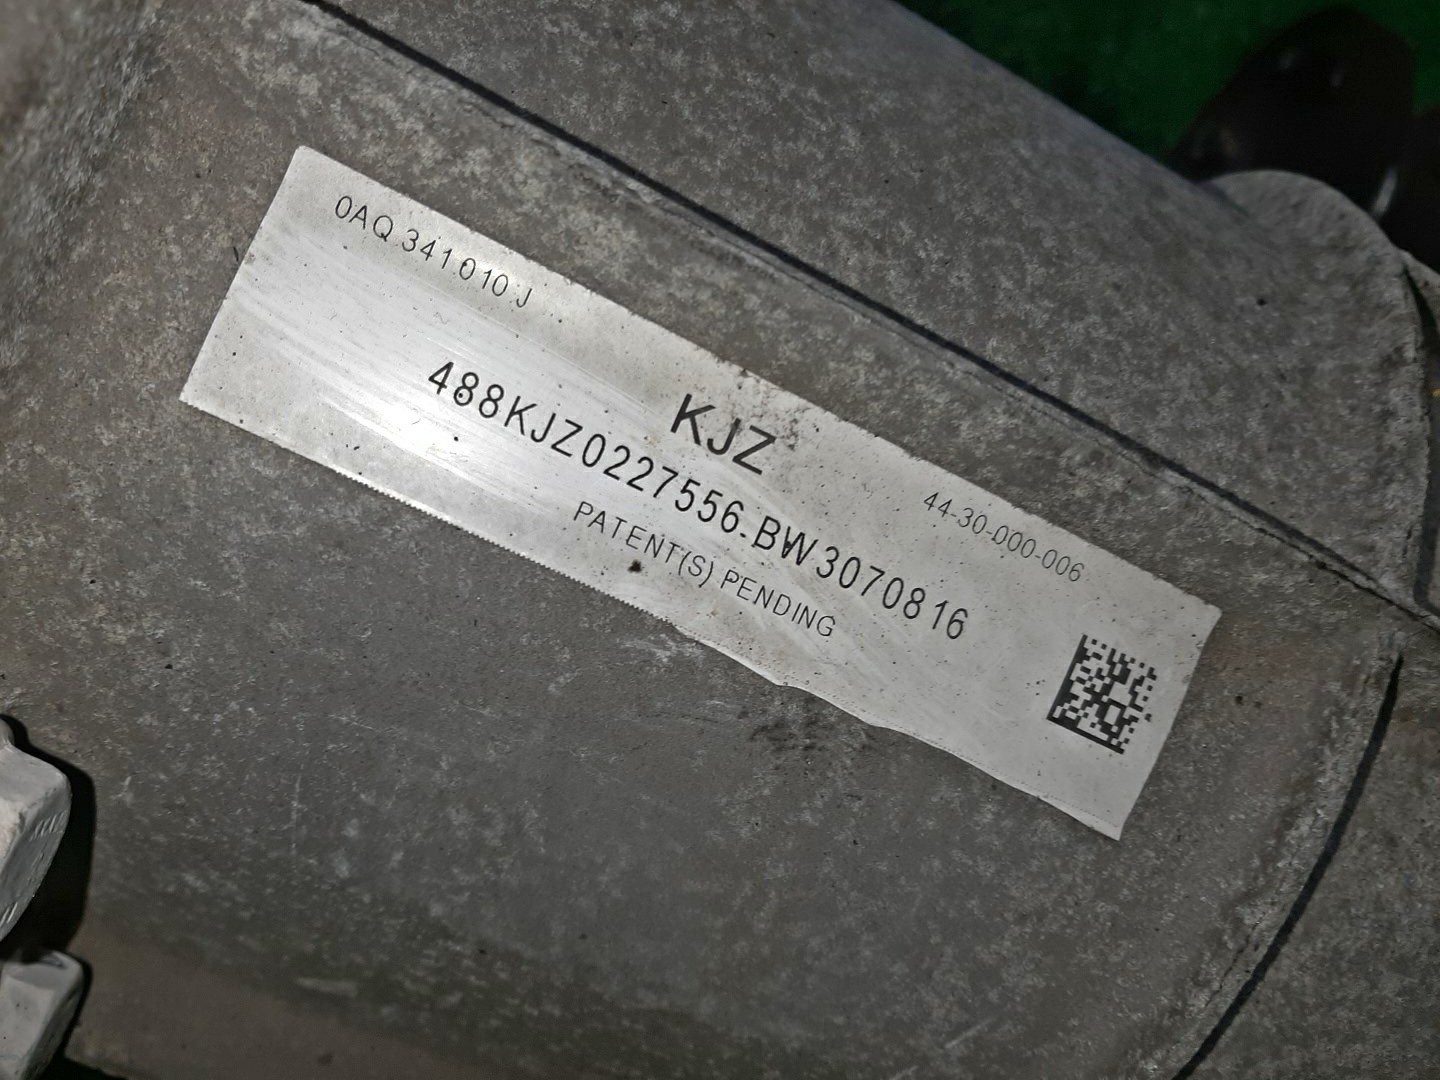 0AQ 341 010 J
KJZ
488KJZ0227556.BW3070816
44-30-000-006
PATENT(S) PENDING